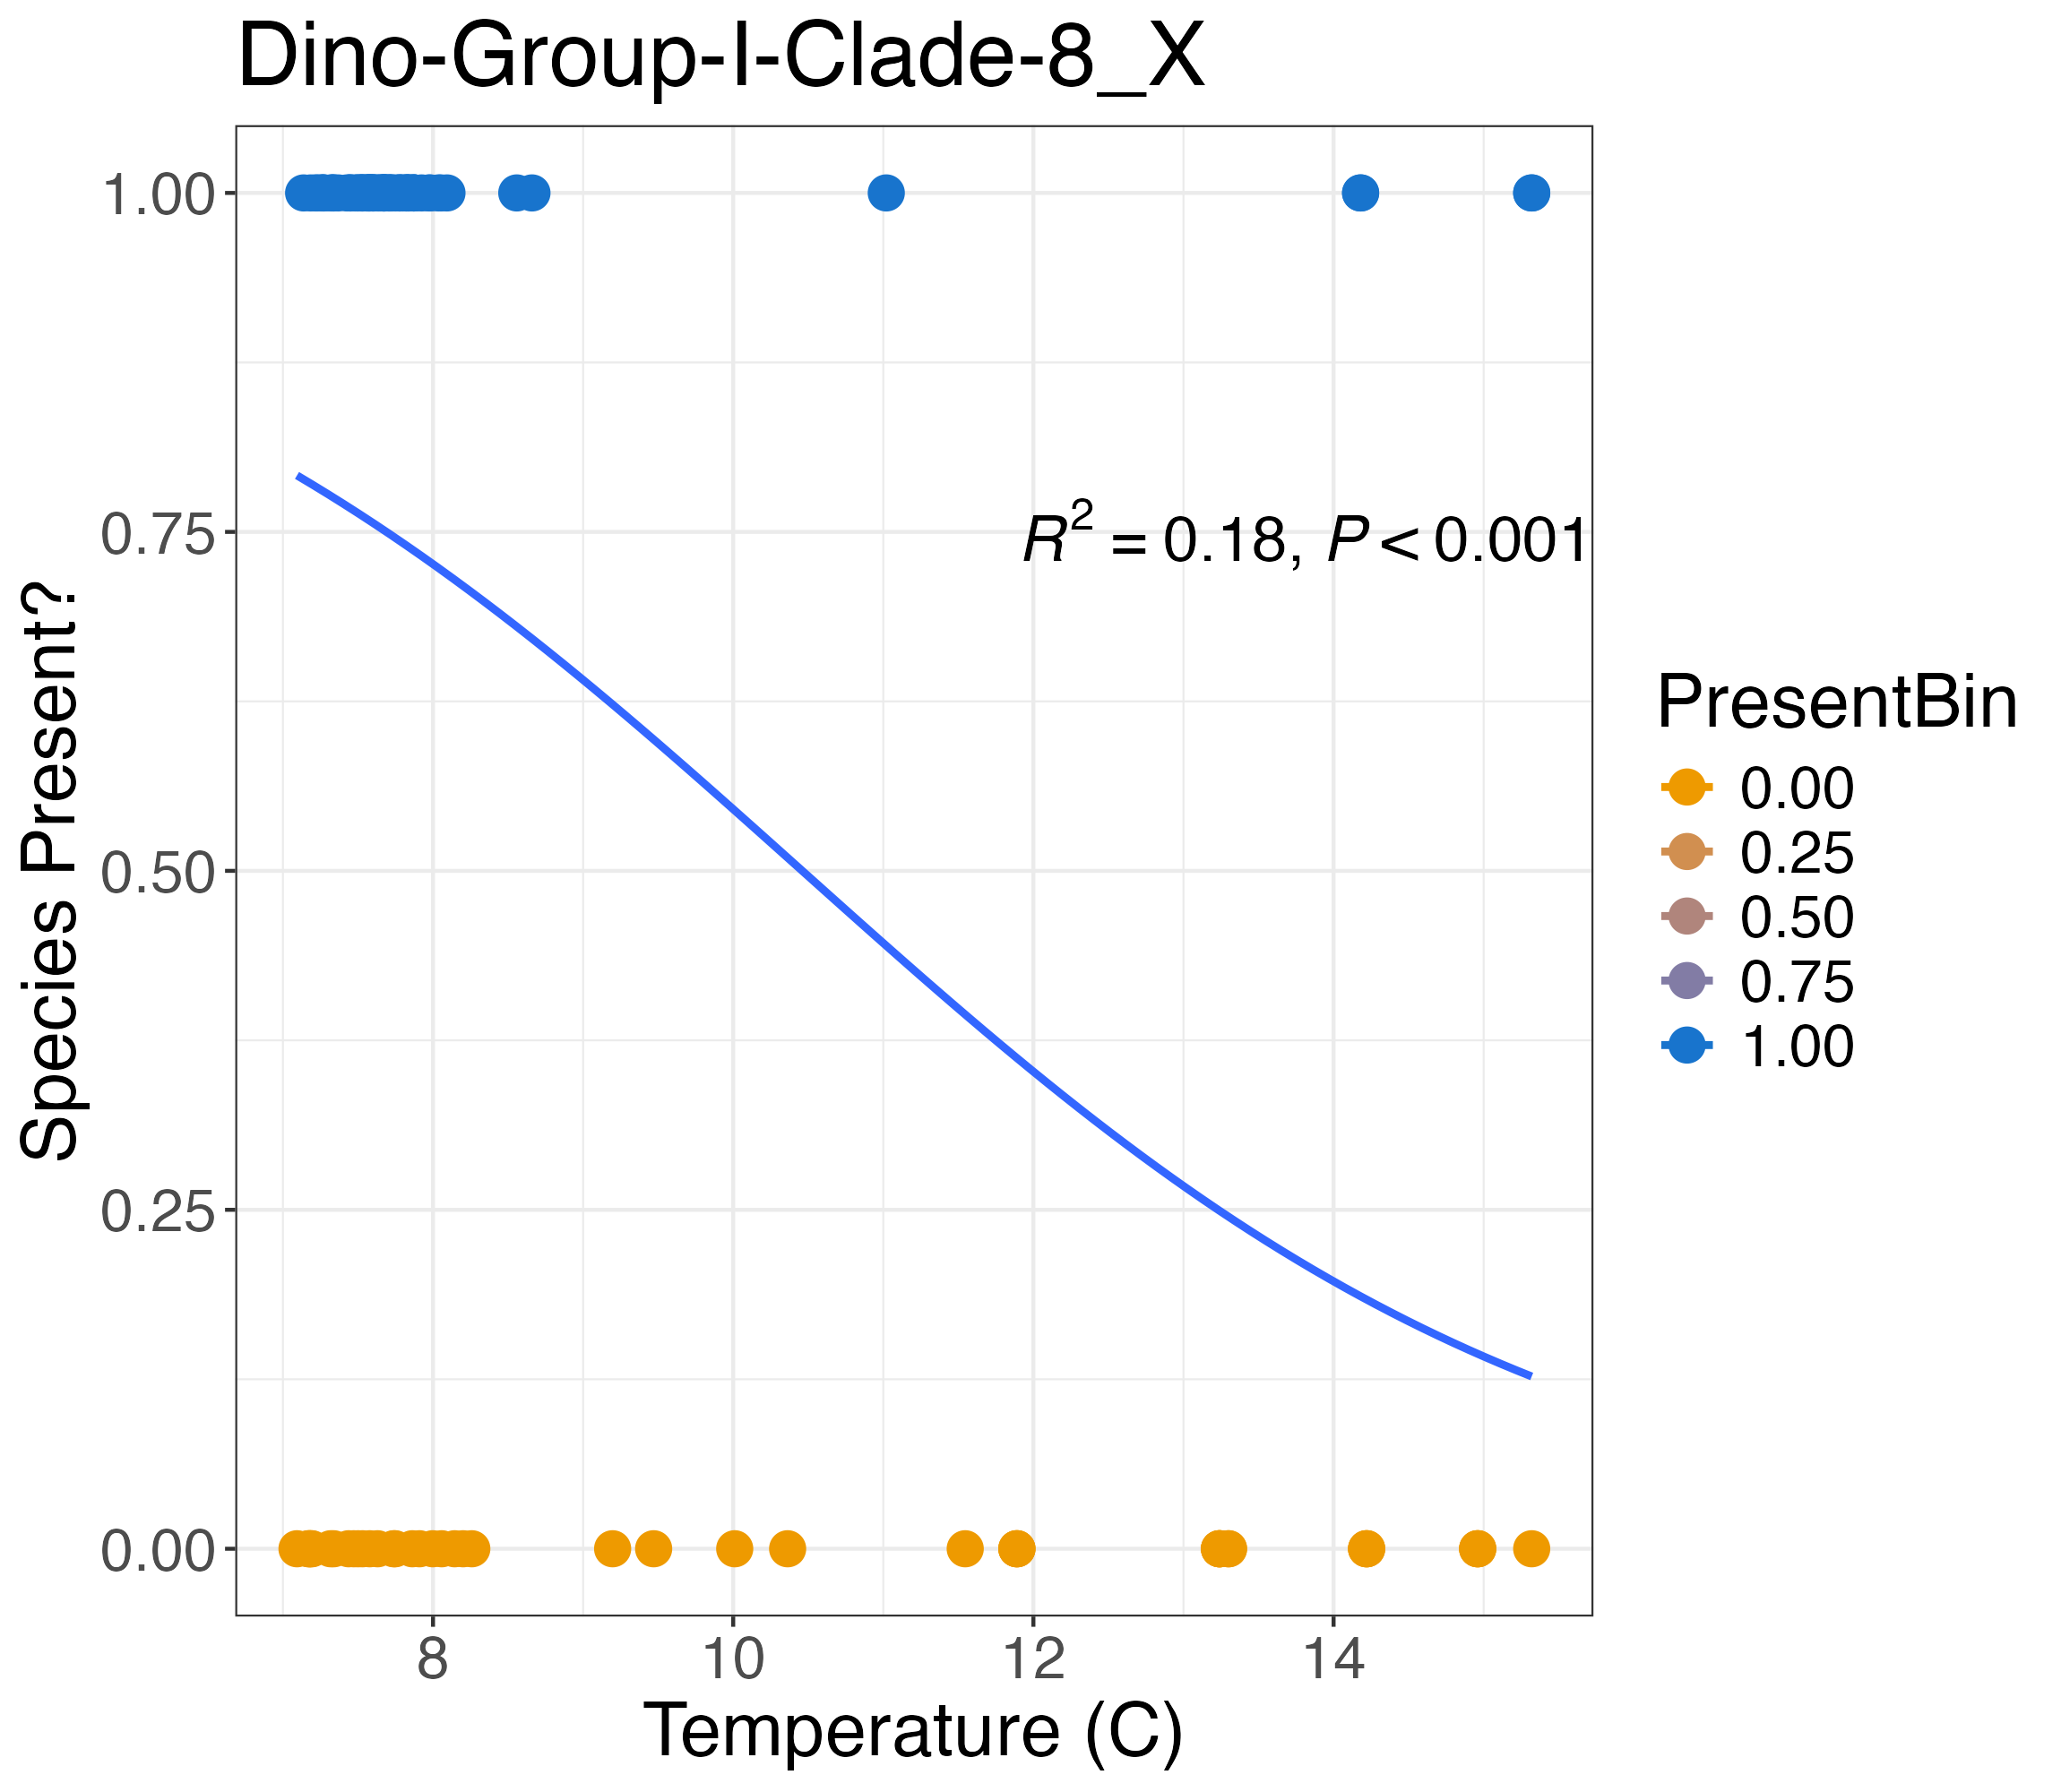 Dino-Group-I-Clade-8_X
1.00
0.75
0.50
0.25
0.00
Species Present?
R² = 0.18, P < 0.001
8
10
12
14
Temperature (C)
PresentBin
0.00
0.25
0.50
0.75
1.00